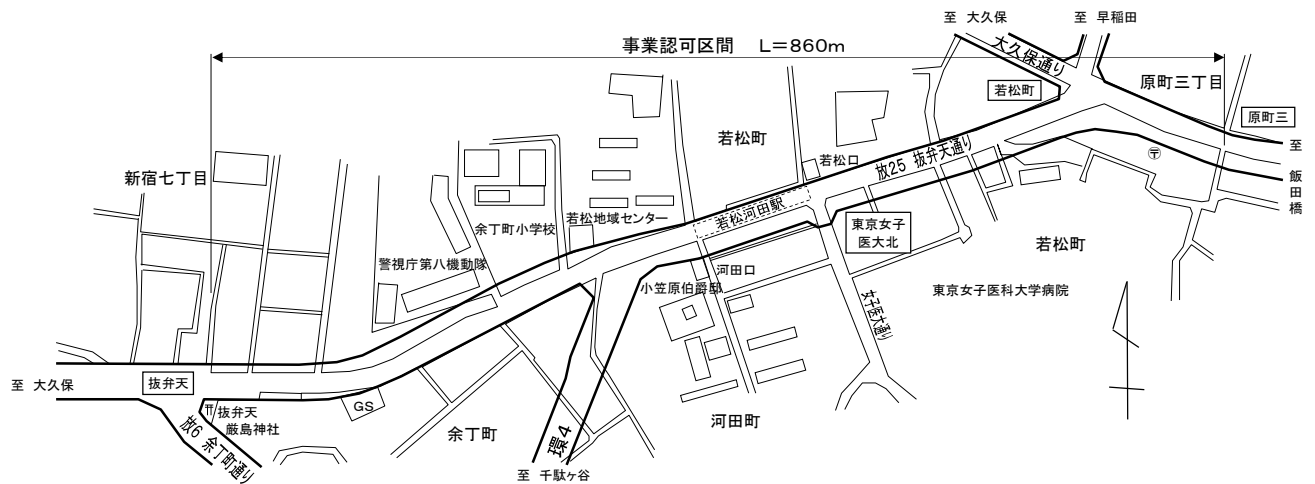 至 大久保
至 早稲田
事業認可区間 L=860m
大久保通り
原町三丁目
若松町
原町三
若松町
若松口
放25 抜弁天通り
至
飯
田
橋
新宿七丁目
余丁町小学校
若松地域センター
若松河田駅
東京女子
医大北
若松町
警視庁第八機動隊
河田口
小笠原伯爵邸
女子医大通り
東京女子医科大学病院
至 大久保
抜弁天
抜弁天
厳島神社
GS
放6 余丁町通り
余丁町
環4
河田町
至 千駄ヶ谷